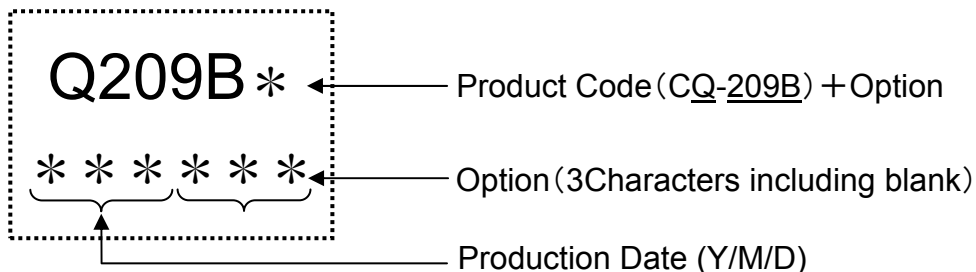 Q209B＊ Product Code（CQ-209B）＋Option
＊＊＊＊＊＊ Option（3Characters including blank）
Production Date (Y/M/D)